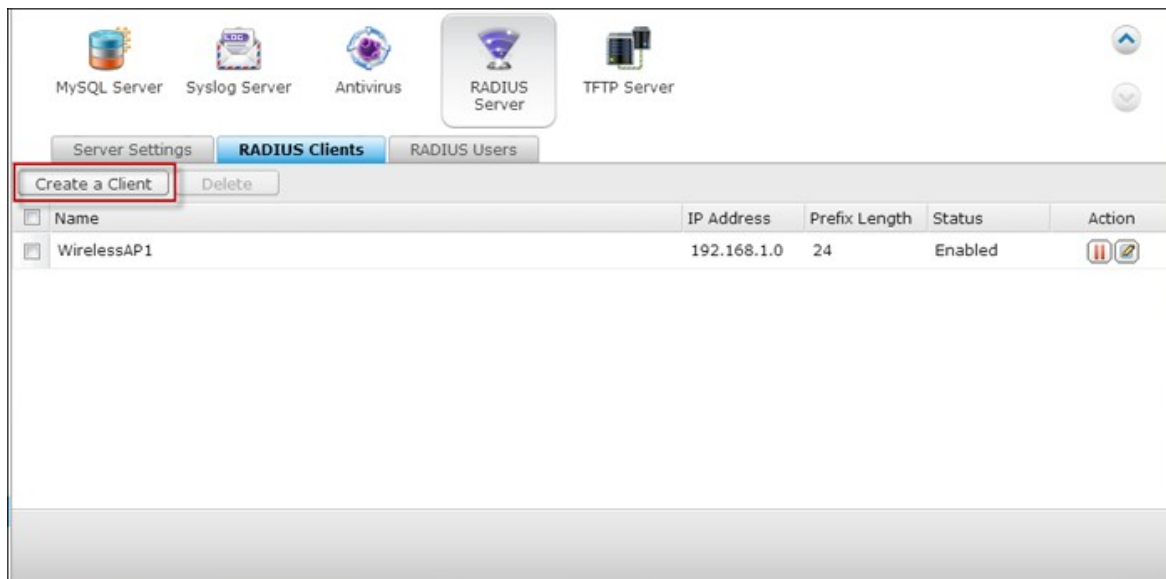 MySQL Server
Syslog Server
Antivirus
RADIUS
Server
TFTP Server
Server Settings
RADIUS Clients
RADIUS Users
Create a Client
Delete
Name
IP Address
Prefix Length
Status
Action
WirelessAP1
192.168.1.0
24
Enabled
LOG